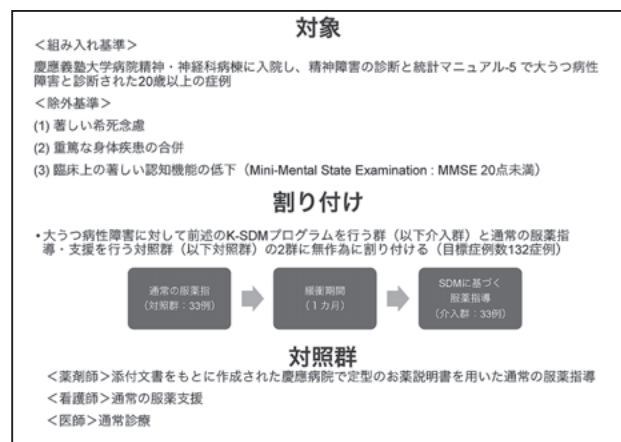 対象
<組み入れ基準>
慶應義塾大学病院精神・神経科病棟に入院し、精神障害の診断と統計マニュアル-5 で大うつ病性
障害と診断された20歳以上の症例
<除外基準>
(1) 著しい希死念慮
(2) 重篤な身体疾患の合併
(3) 臨床上の著しい認知機能の低下（Mini-Mental State Examination : MMSE 20点未満）
割り付け
•大うつ病性障害に対して前述のK-SDMプログラムを行う群（以下介入群）と通常の服薬指
導・支援を行う対照群（以下対照群）の2群に無作為に割り付ける（目標症例数132症例）
通常の服薬指
（対照群：33例）
緩衝期間
（1カ月）
SDMに基づく
服薬指導
（介入群：33例）
対照群
<薬剤師>添付文書をもとに作成された慶應病院で定型のお薬説明書を用いた通常の服薬指導
<看護師>通常の服薬支援
<医師>通常診療